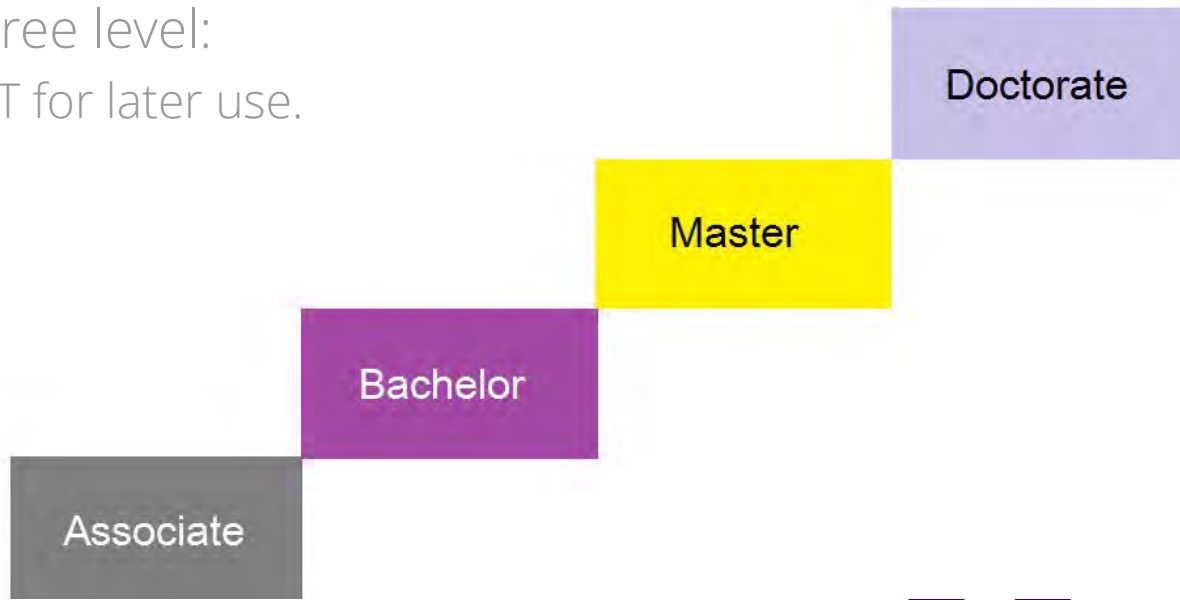 ree level:
T for later use.
Doctorate
Master
Bachelor
Associate